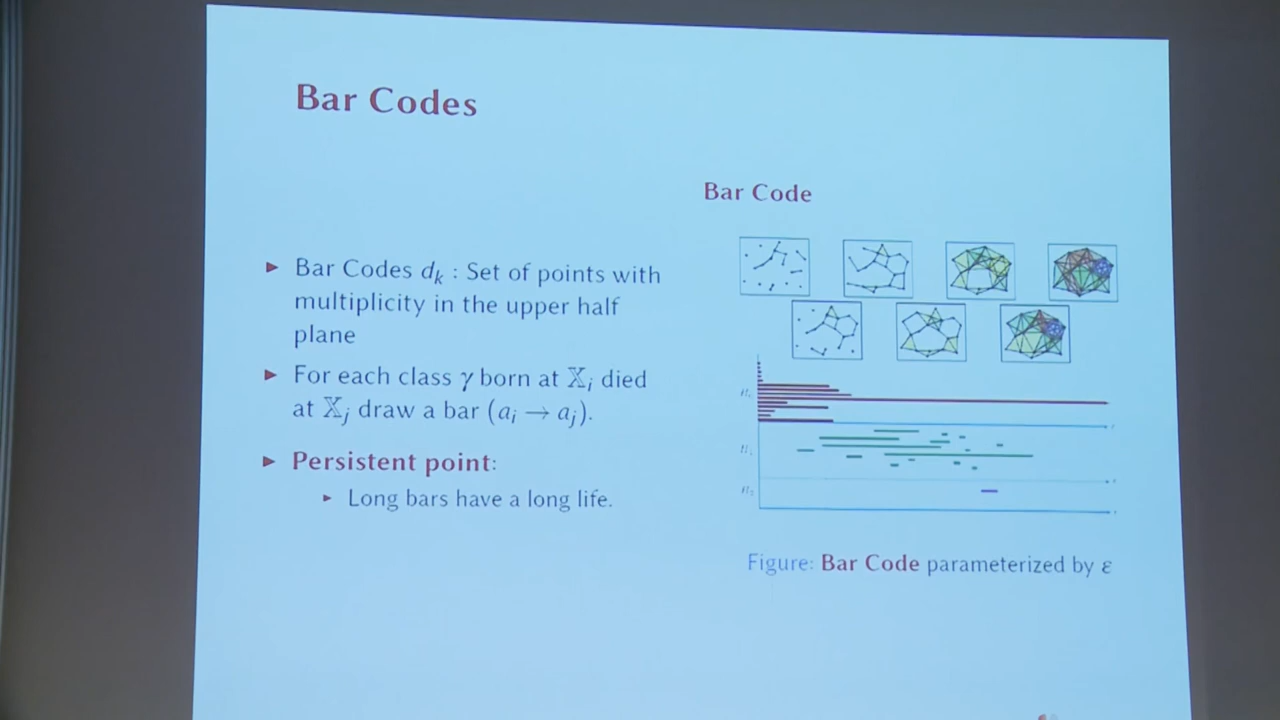 Bar Codes
Bar Code
▶ Bar Codes dₖ : Set of points with
multiplicity in the upper half
plane
▶ For each class γ born at 𝕏ᵢ died
at 𝕏ⱼ draw a bar (aᵢ → aⱼ).
▶ Persistent point:
▶ Long bars have a long life.
H₁
H₂
Figure: Bar Code parameterized by ε